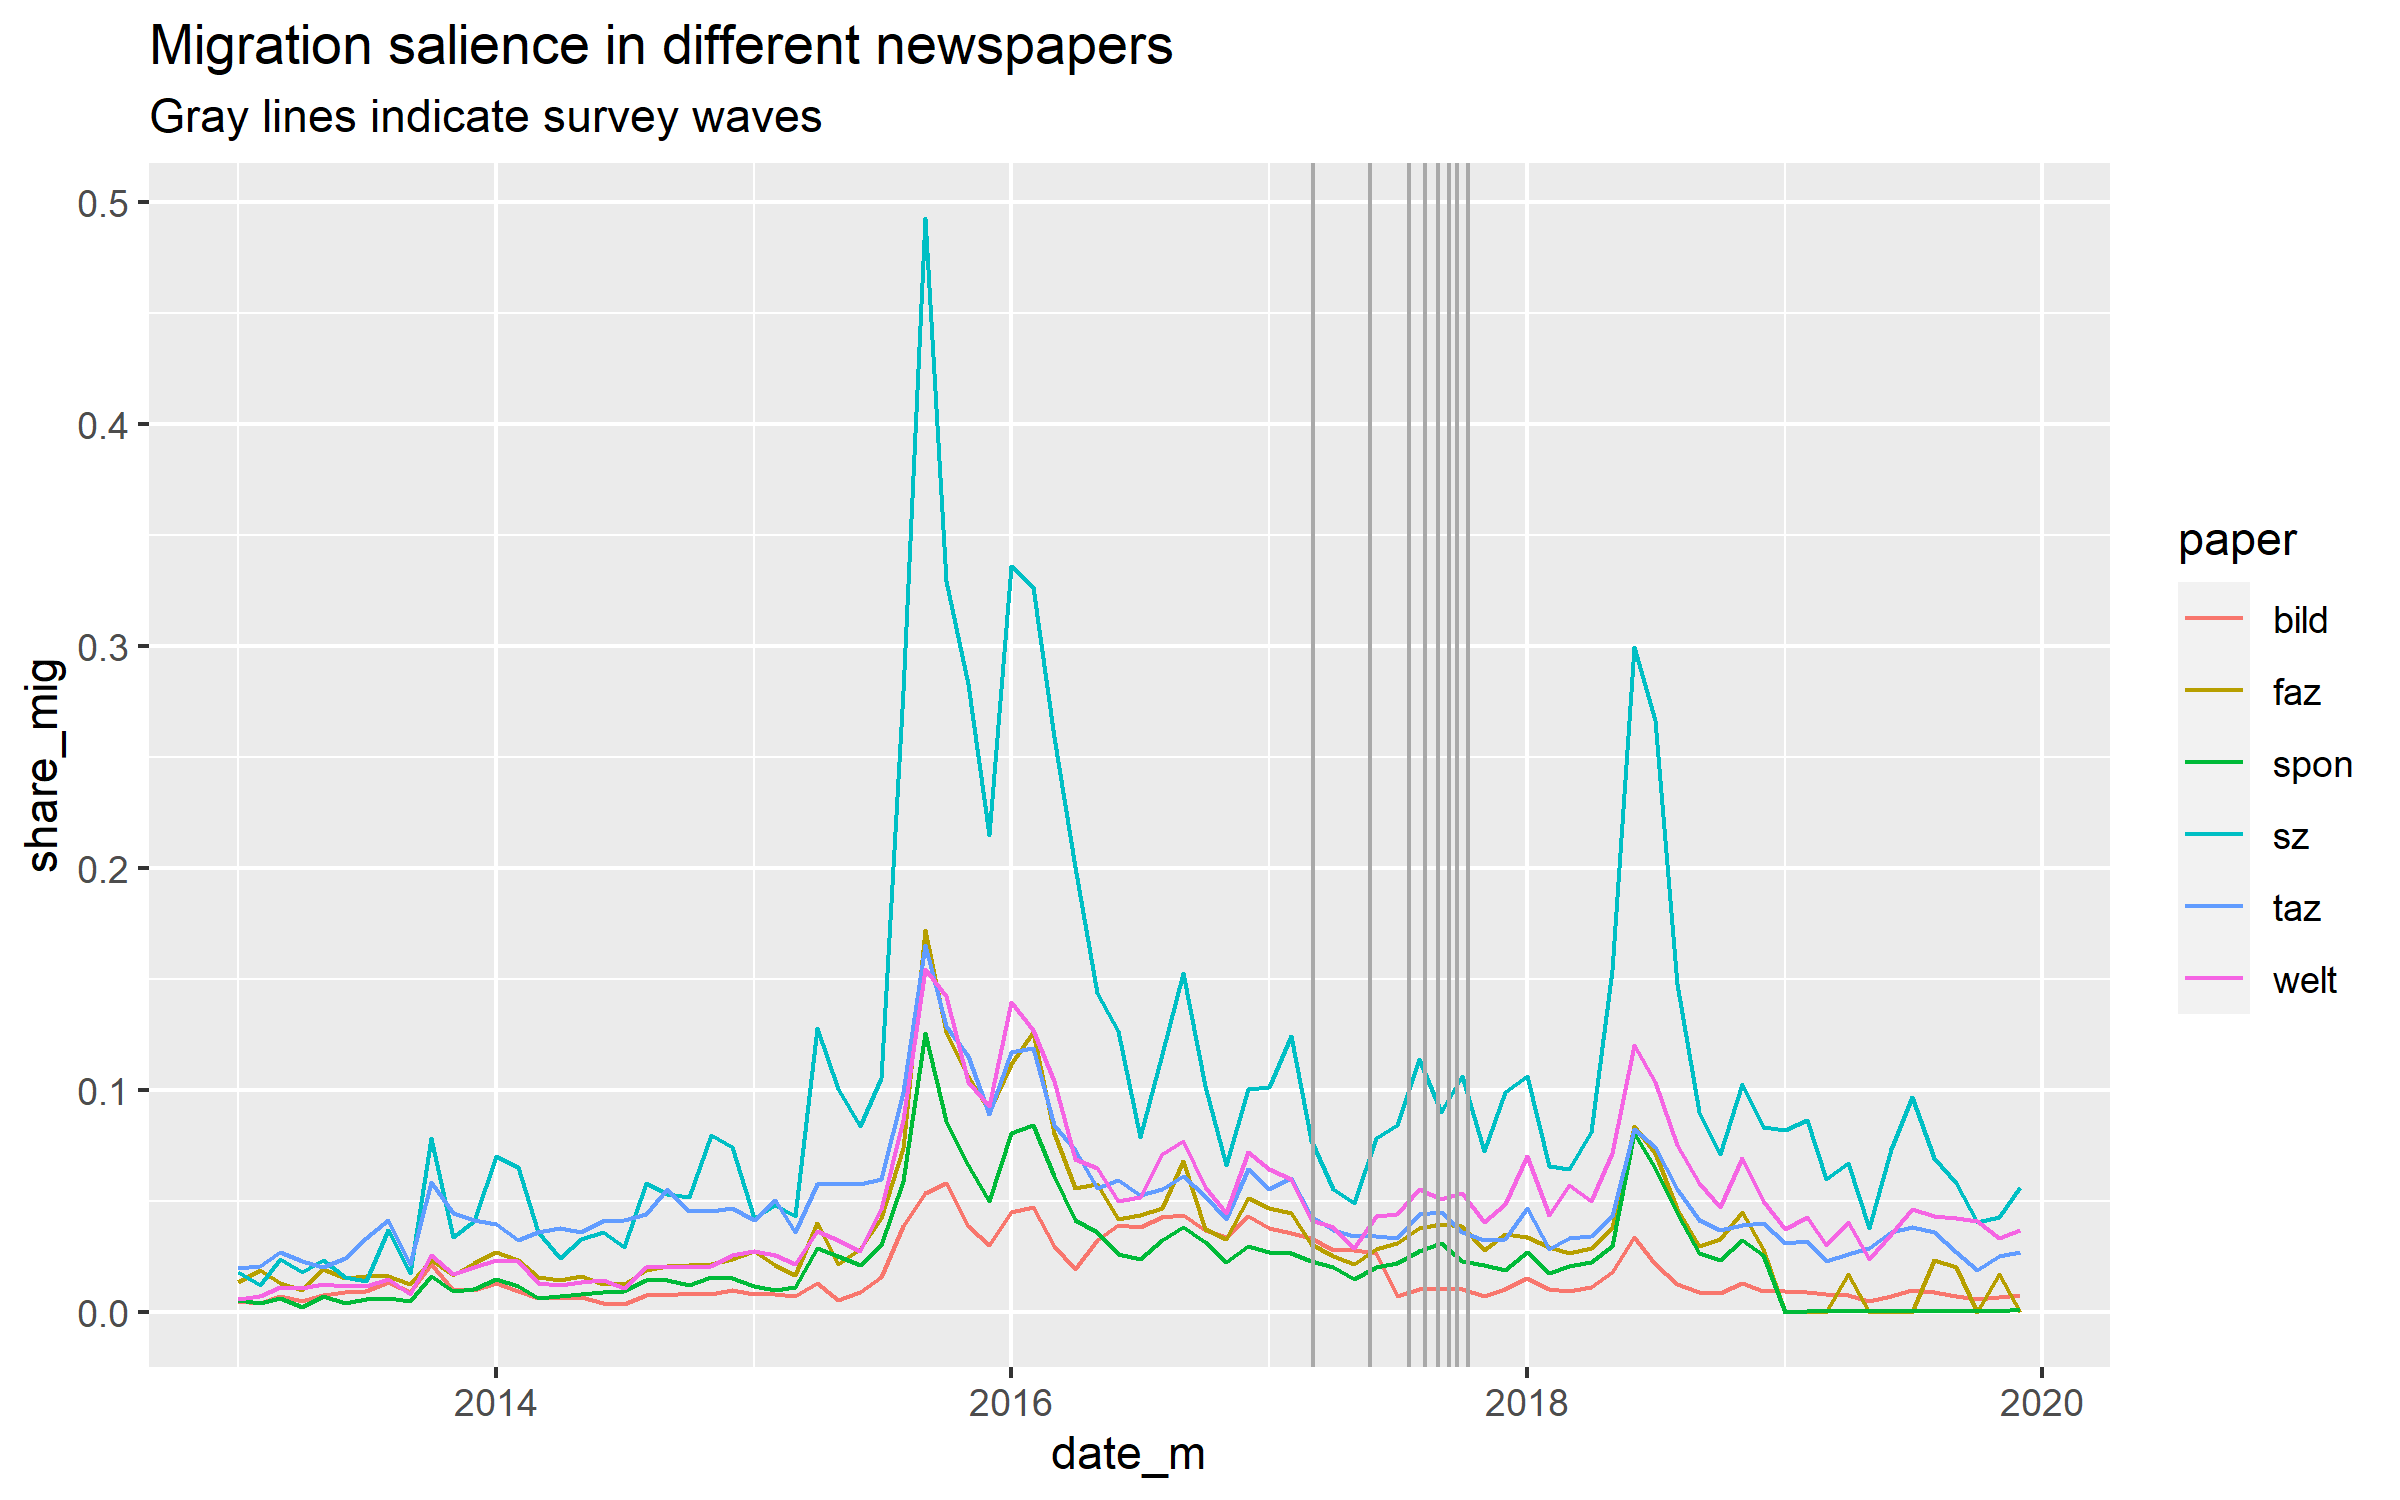 Migration salience in different newspapers
Gray lines indicate survey waves
0.5
0.4
0.3
0.2
0.1
0.0
share_mig
2014
2016
2018
2020
date_m
paper
bild
faz
spon
sz
taz
welt